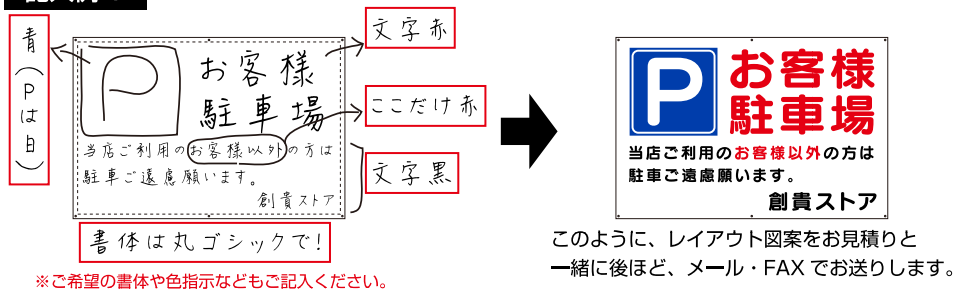 青（Pは白）
P
お客様
駐車場
当店ご利用のお客様以外の方は
駐車ご遠慮願います。
創貴ストア
文字赤
ここだけ赤
文字黒
書体は丸ゴシックで!
※ご希望の書体や色指示などもご記入ください。
P
お客様
駐車場
当店ご利用のお客様以外の方は
駐車ご遠慮願います。
創貴ストア
このように、レイアウト図案をお見積りと
一緒に後ほど、メール・FAXでお送りします。